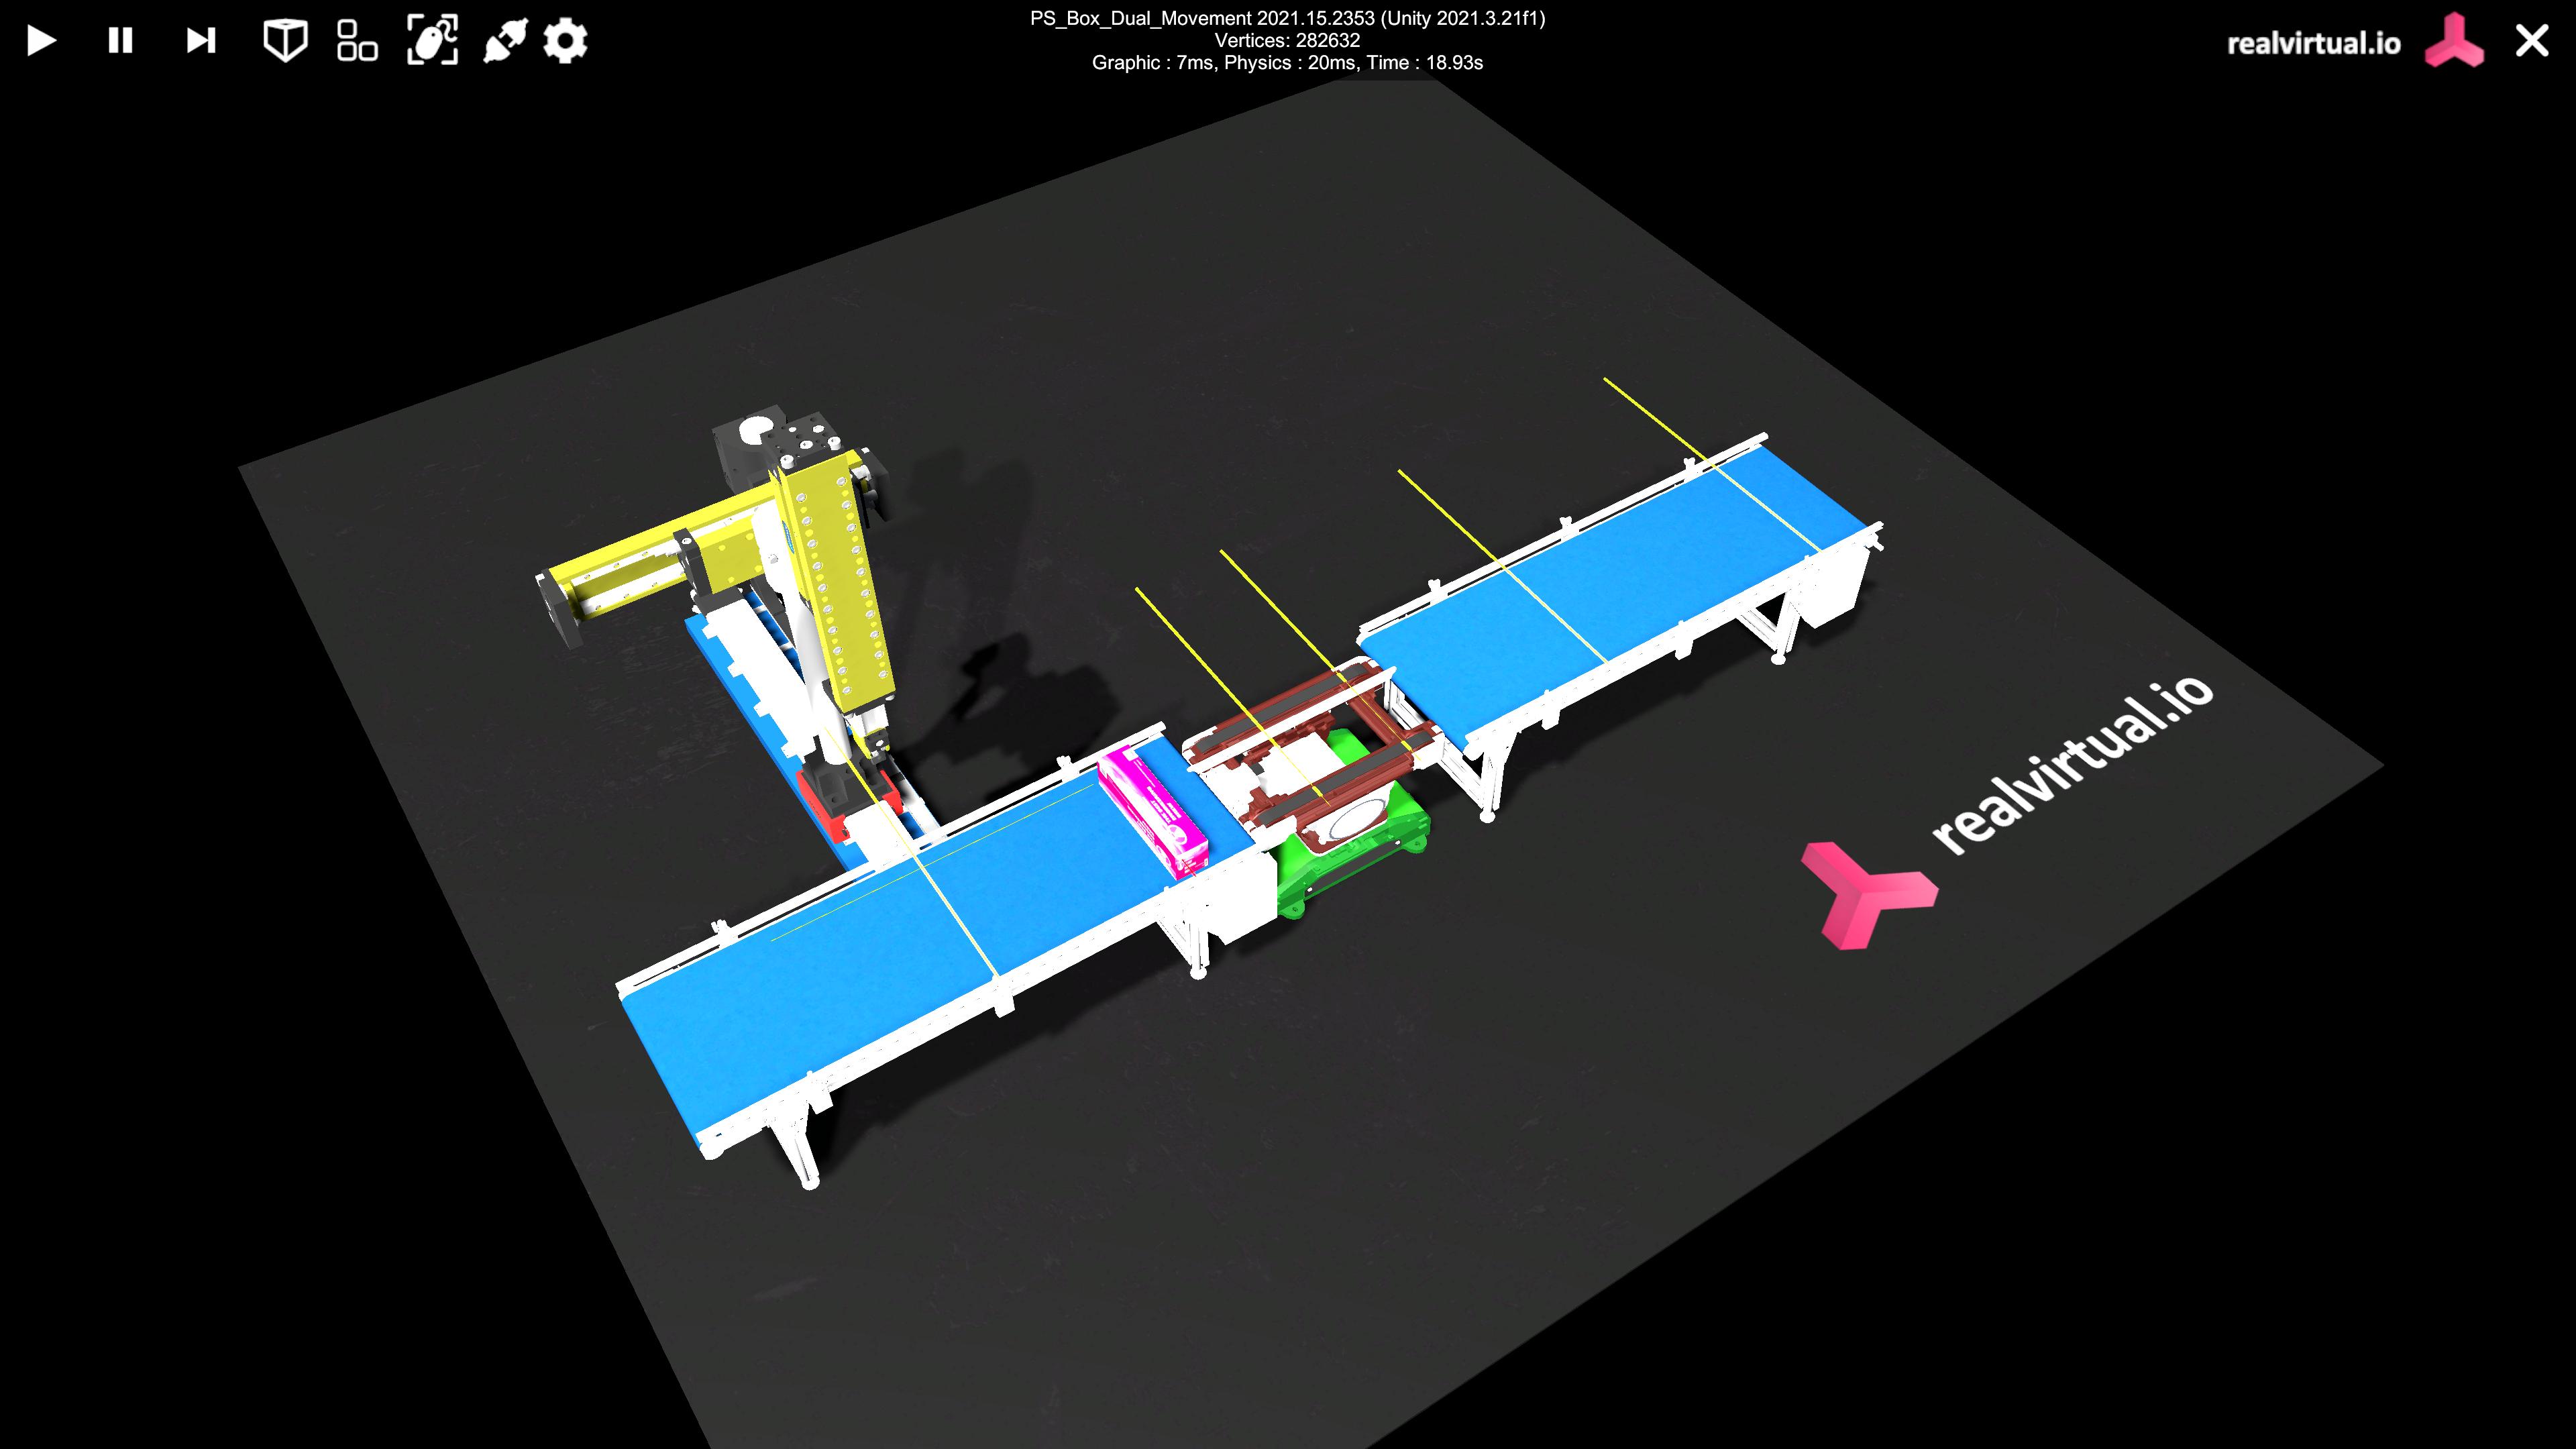 PS_Box_Dual_Movement 2021.15.2353 (Unity 2021.3.21f1)
Vertices: 282632
Graphic : 7ms, Physics : 20ms, Time : 18.93s
realvirtual.io
realvirtual.io